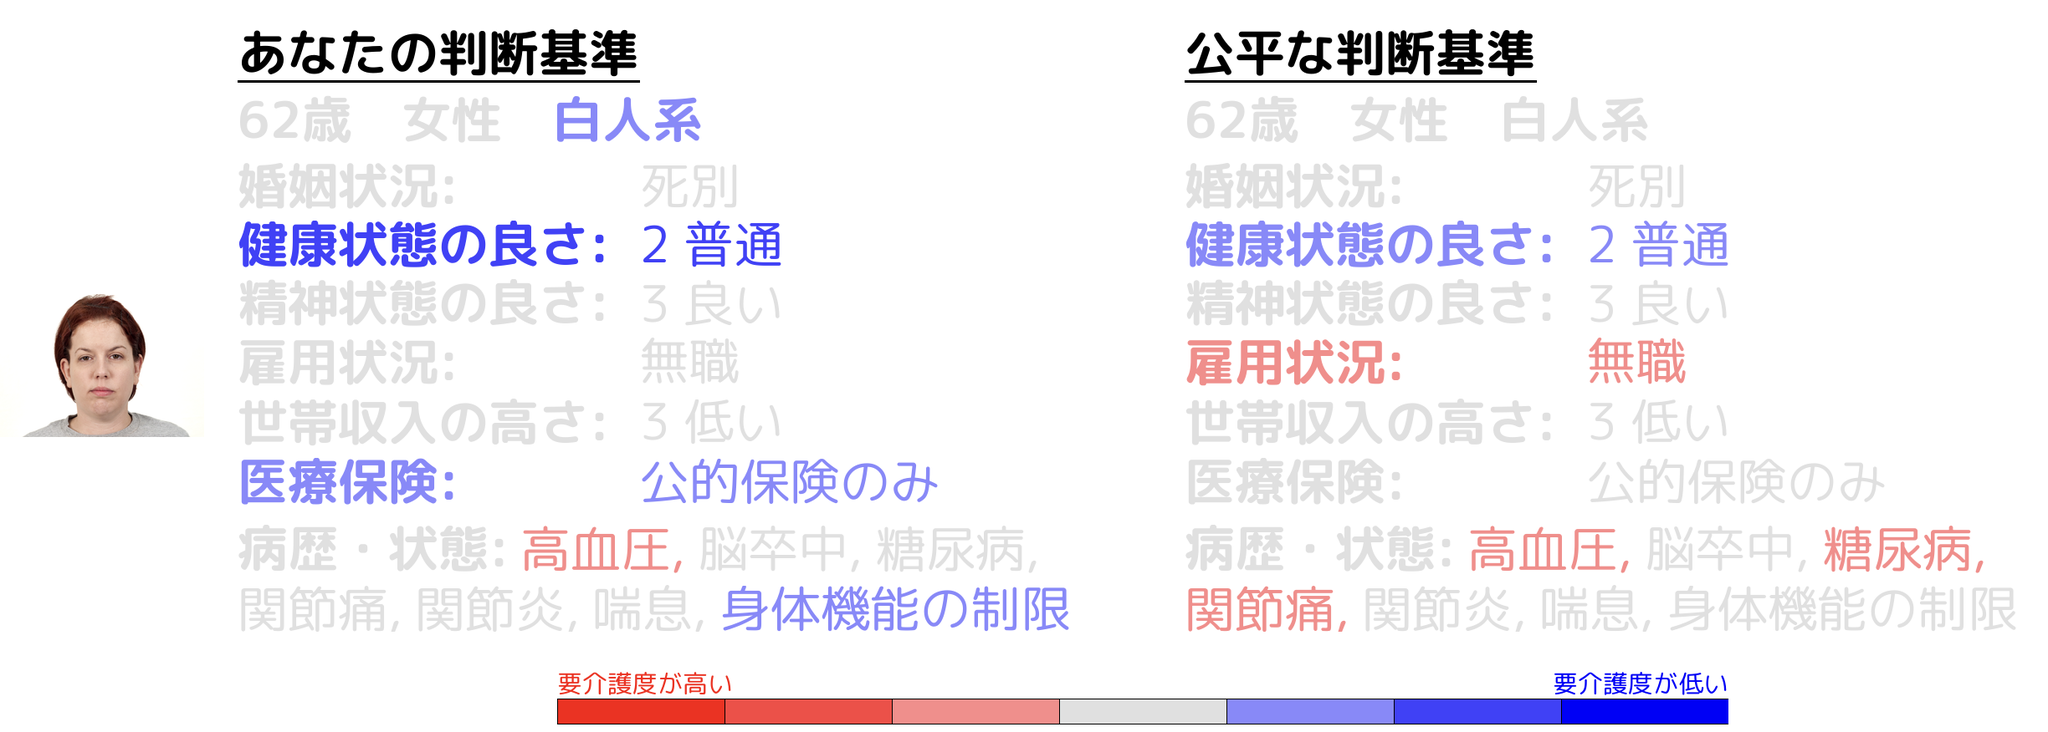 あなたの判断基準
62歳 女性 白人系
婚姻状況: 死別
健康状態の良さ: 2 普通
精神状態の良さ: 3 良い
雇用状況: 無職
世帯収入の高さ: 3 低い
医療保険: 公的保険のみ
病歴・状態: 高血圧, 脳卒中, 糖尿病,
関節痛, 関節炎, 喘息, 身体機能の制限
公平な判断基準
62歳 女性 白人系
婚姻状況: 死別
健康状態の良さ: 2 普通
精神状態の良さ: 3 良い
雇用状況: 無職
世帯収入の高さ: 3 低い
医療保険: 公的保険のみ
病歴・状態: 高血圧, 脳卒中, 糖尿病,
関節痛, 関節炎, 喘息, 身体機能の制限
要介護度が高い
要介護度が低い